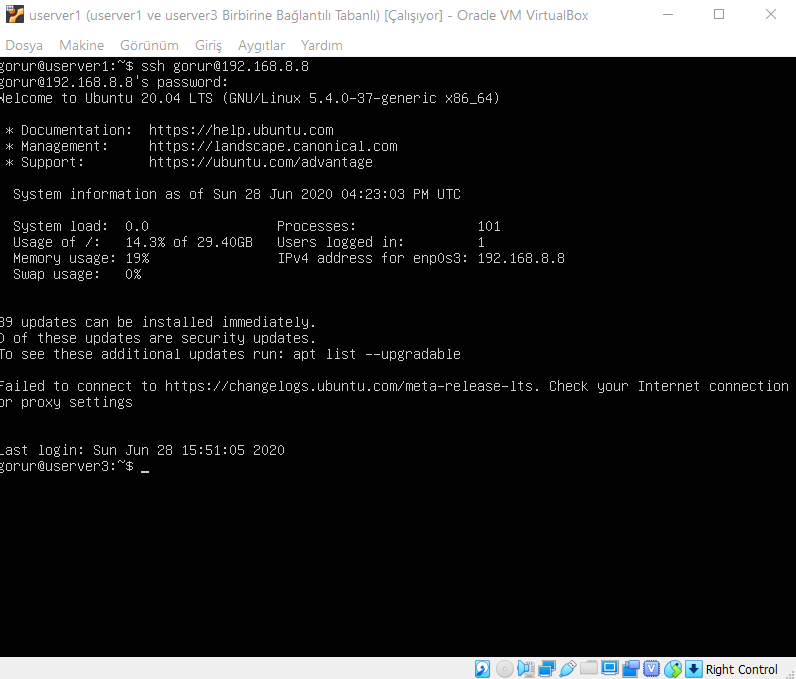 userver1 (userver1 ve userver3 Birbirine Bağlantılı Tabanlı) [Çalışıyor] - Oracle VM VirtualBox
Dosya Makine Görünüm Giriş Aygıtlar Yardım
gorur@userver1:~$ ssh gorur@192.168.8.8
gorur@192.168.8.8's password:
Welcome to Ubuntu 20.04 LTS (GNU/Linux 5.4.0-37-generic x86_64)
* Documentation: https://help.ubuntu.com
* Management: https://landscape.canonical.com
* Support: https://ubuntu.com/advantage
System information as of Sun 28 Jun 2020 04:23:03 PM UTC
System load: 0.0 Processes: 101
Usage of /: 14.3% of 29.40GB Users logged in: 1
Memory usage: 19% IPv4 address for enp0s3: 192.168.8.8
Swap usage: 0%
39 updates can be installed immediately.
0 of these updates are security updates.
To see these additional updates run: apt list --upgradable
Failed to connect to https://changelogs.ubuntu.com/meta-release-lts. Check your Internet connection
or proxy settings
Last login: Sun Jun 28 15:51:05 2020
gorur@userver3:~$ _
Right Control